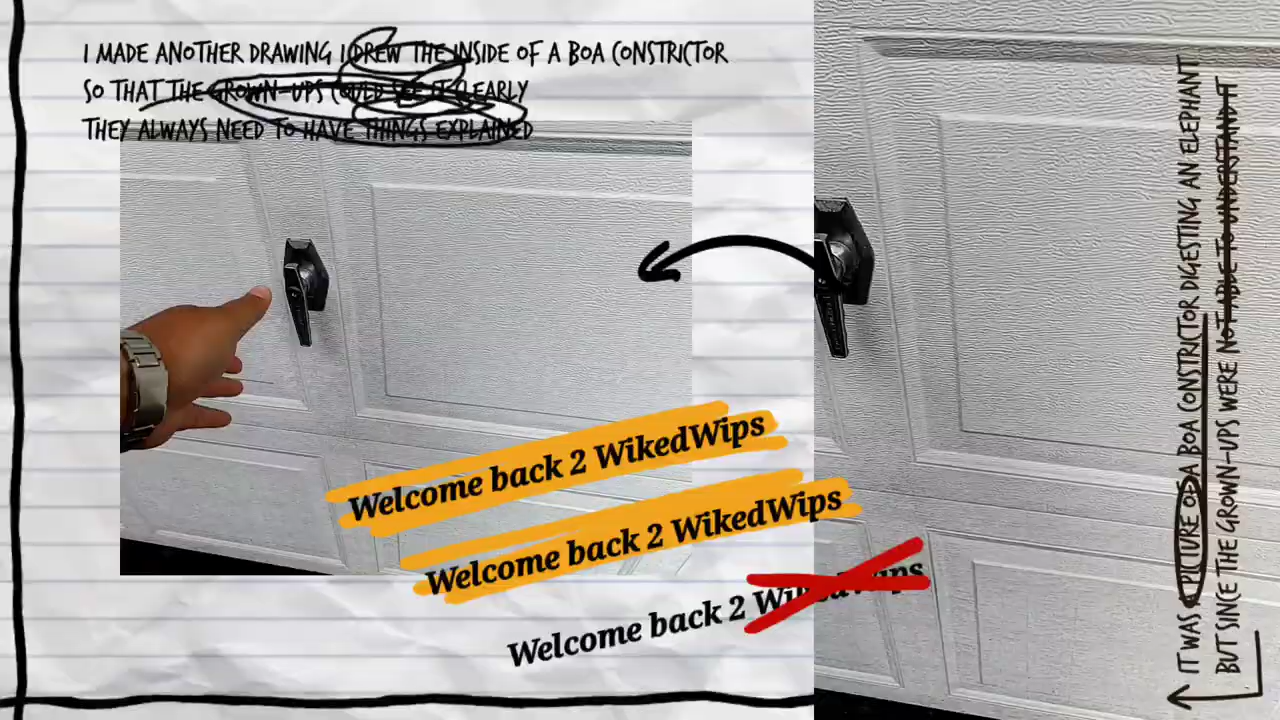 I MADE ANOTHER DRAWING I DREW THE INSIDE OF A BOA CONSTRICTOR
SO THAT THE GROWN-UPS COULD SEE IT CLEARLY
THEY ALWAYS NEED TO HAVE THINGS EXPLAINED
Welcome back 2 WikedWips
Welcome back 2 WikedWips
Welcome back 2 WikedWips
IT WAS A PICTURE OF A BOA CONSTRICTOR DIGESTING AN ELEPHANT
BUT SINCE THE GROWN-UPS WERE NOT ABLE TO UNDERSTAND IT